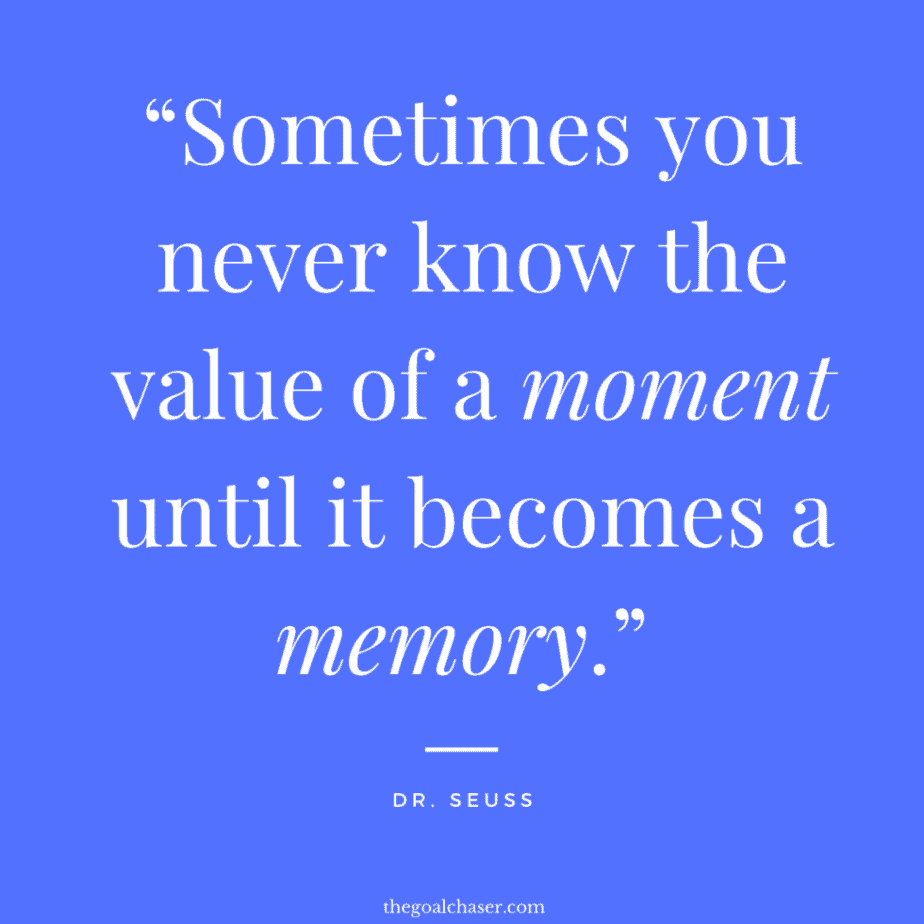 “Sometimes you
never know the
value of a moment
until it becomes a
memory.”
DR. SEUSS
thegoalchaser.com